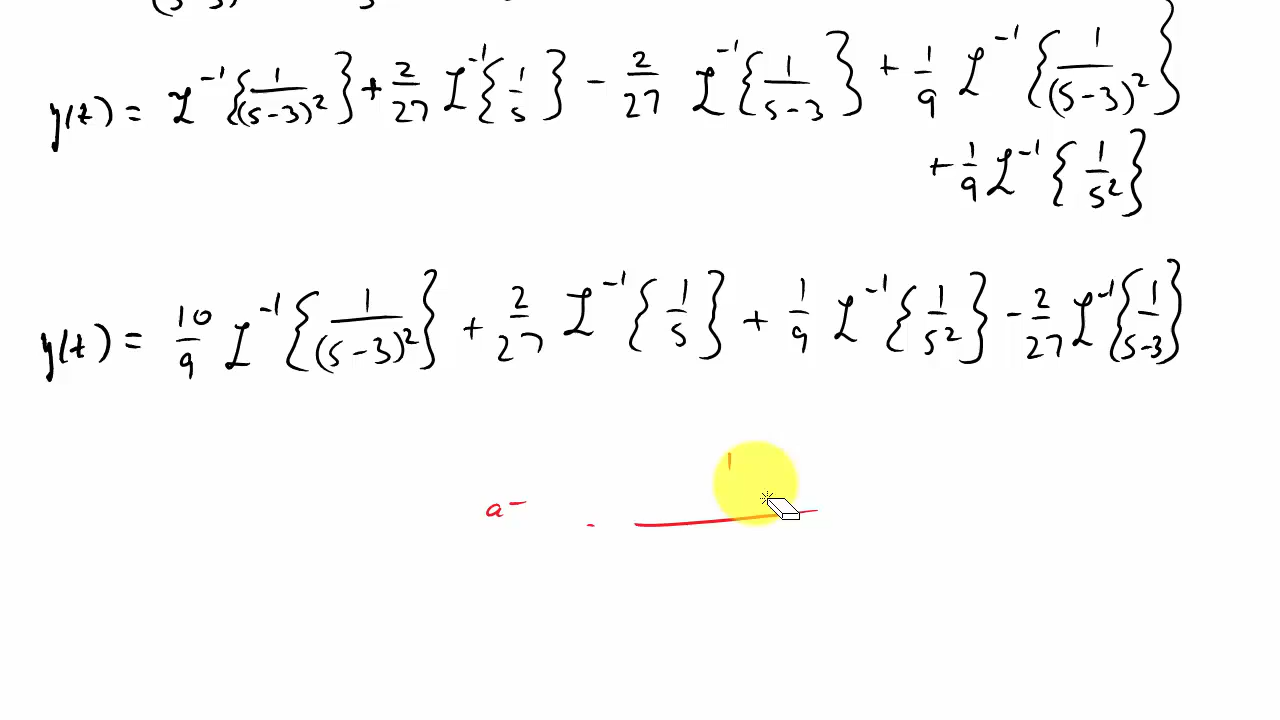 (s-3)
y(t) = ℒ⁻¹{1/(s-3)²} + 2/27 ℒ⁻¹{1/s} - 2/27 ℒ⁻¹{1/(s-3)} + 1/9 ℒ⁻¹{1/(s-3)²}
+ 1/9 ℒ⁻¹{1/s²}
y(t) = 10/9 ℒ⁻¹{1/(s-3)²} + 2/27 ℒ⁻¹{1/s} + 1/9 ℒ⁻¹{1/s²} - 2/27 ℒ⁻¹{1/(s-3)}